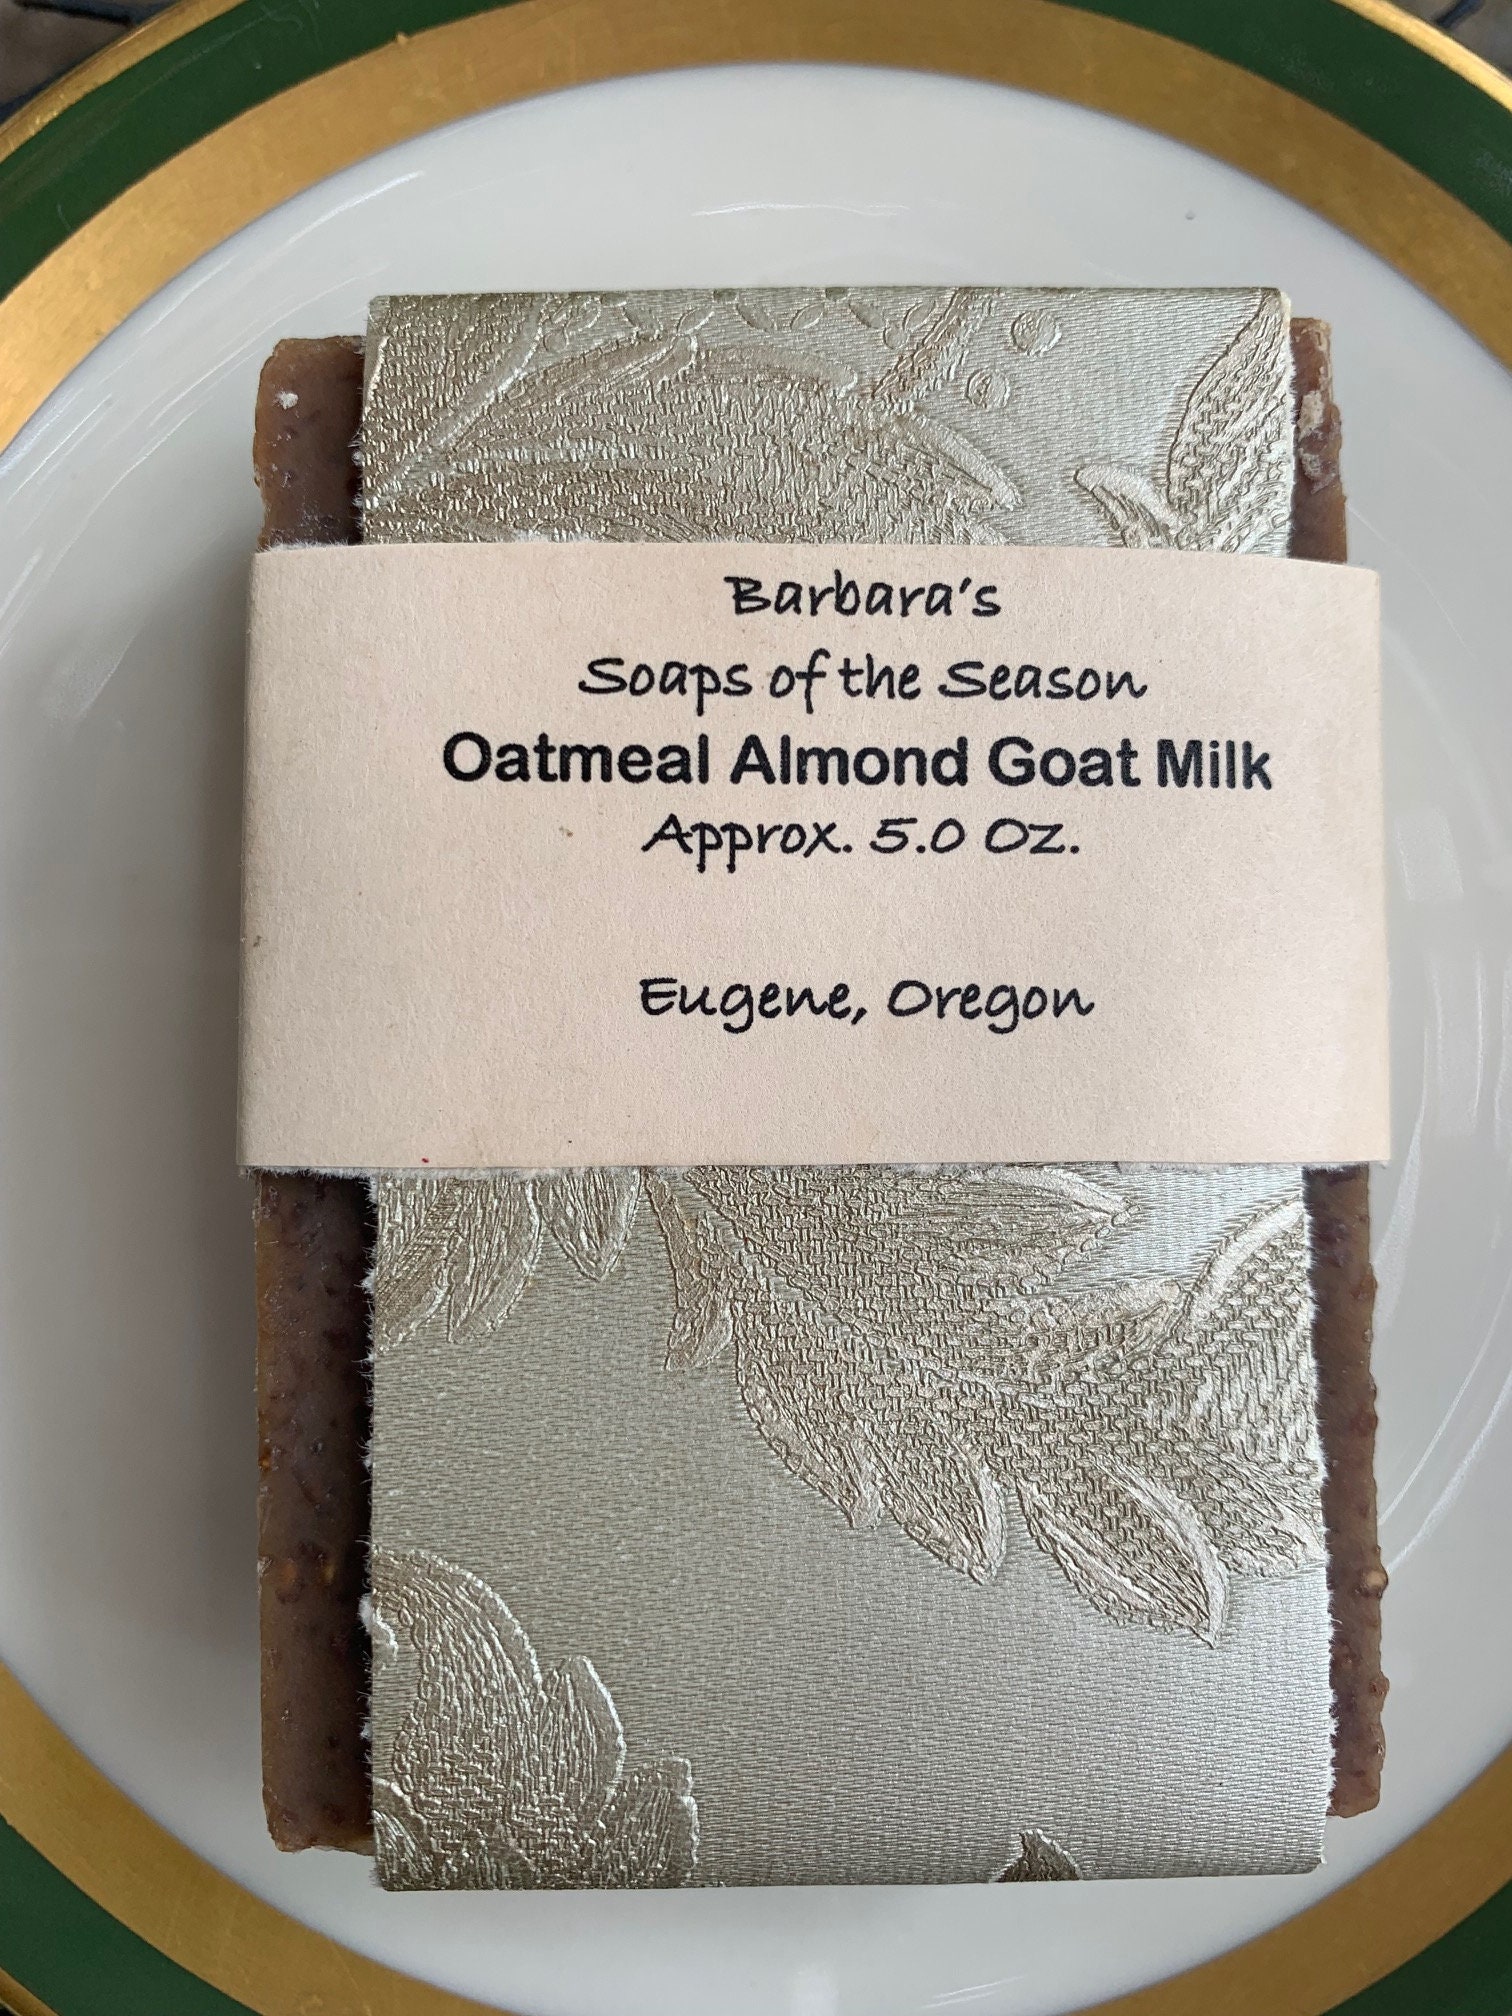 Barbara's
Soaps of the Season
Oatmeal Almond Goat Milk
Approx. 5.0 Oz.
Eugene, Oregon